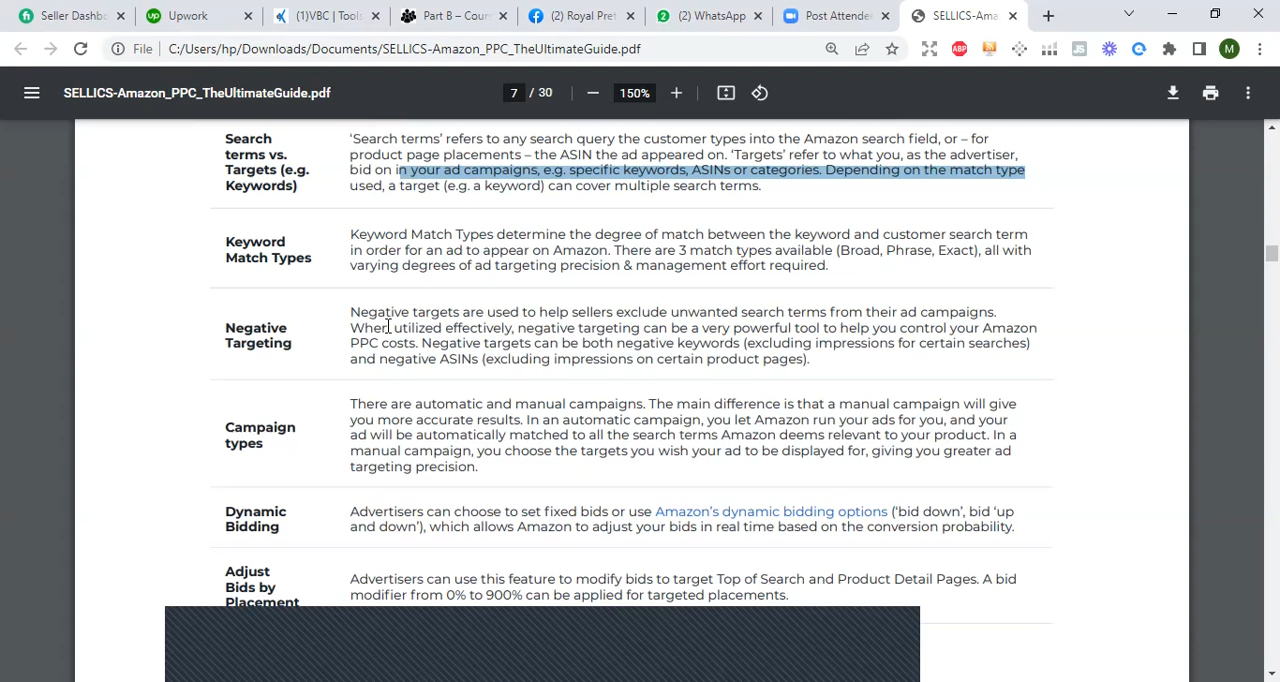 Seller Dashb
Upwork
(1)VBC | Tools
Part B – Cour
(2) Royal Pret
(2) WhatsApp
Post Attende
SELLICS-Ama
File
C:/Users/hp/Downloads/Documents/SELLICS-Amazon_PPC_TheUltimateGuide.pdf
ABP
JS
M
SELLICS-Amazon_PPC_TheUltimateGuide.pdf
7 / 30
150%
Search terms vs. Targets (e.g. Keywords)
'Search terms' refers to any search query the customer types into the Amazon search field, or – for
product page placements – the ASIN the ad appeared on. 'Targets' refer to what you, as the advertiser,
bid on in your ad campaigns, e.g. specific keywords, ASINs or categories. Depending on the match type
used, a target (e.g. a keyword) can cover multiple search terms.
Keyword
Match Types
Keyword Match Types determine the degree of match between the keyword and customer search term
in order for an ad to appear on Amazon. There are 3 match types available (Broad, Phrase, Exact), all with
varying degrees of ad targeting precision & management effort required.
Negative
Targeting
Negative targets are used to help sellers exclude unwanted search terms from their ad campaigns.
When utilized effectively, negative targeting can be a very powerful tool to help you control your Amazon
PPC costs. Negative targets can be both negative keywords (excluding impressions for certain searches)
and negative ASINs (excluding impressions on certain product pages).
Campaign
types
There are automatic and manual campaigns. The main difference is that a manual campaign will give
you more accurate results. In an automatic campaign, you let Amazon run your ads for you, and your
ad will be automatically matched to all the search terms Amazon deems relevant to your product. In a
manual campaign, you choose the targets you wish your ad to be displayed for, giving you greater ad
targeting precision.
Dynamic
Bidding
Advertisers can choose to set fixed bids or use Amazon's dynamic bidding options ('bid down', bid 'up
and down'), which allows Amazon to adjust your bids in real time based on the conversion probability.
Adjust
Bids by
Placement
Advertisers can use this feature to modify bids to target Top of Search and Product Detail Pages. A bid
modifier from 0% to 900% can be applied for targeted placements.